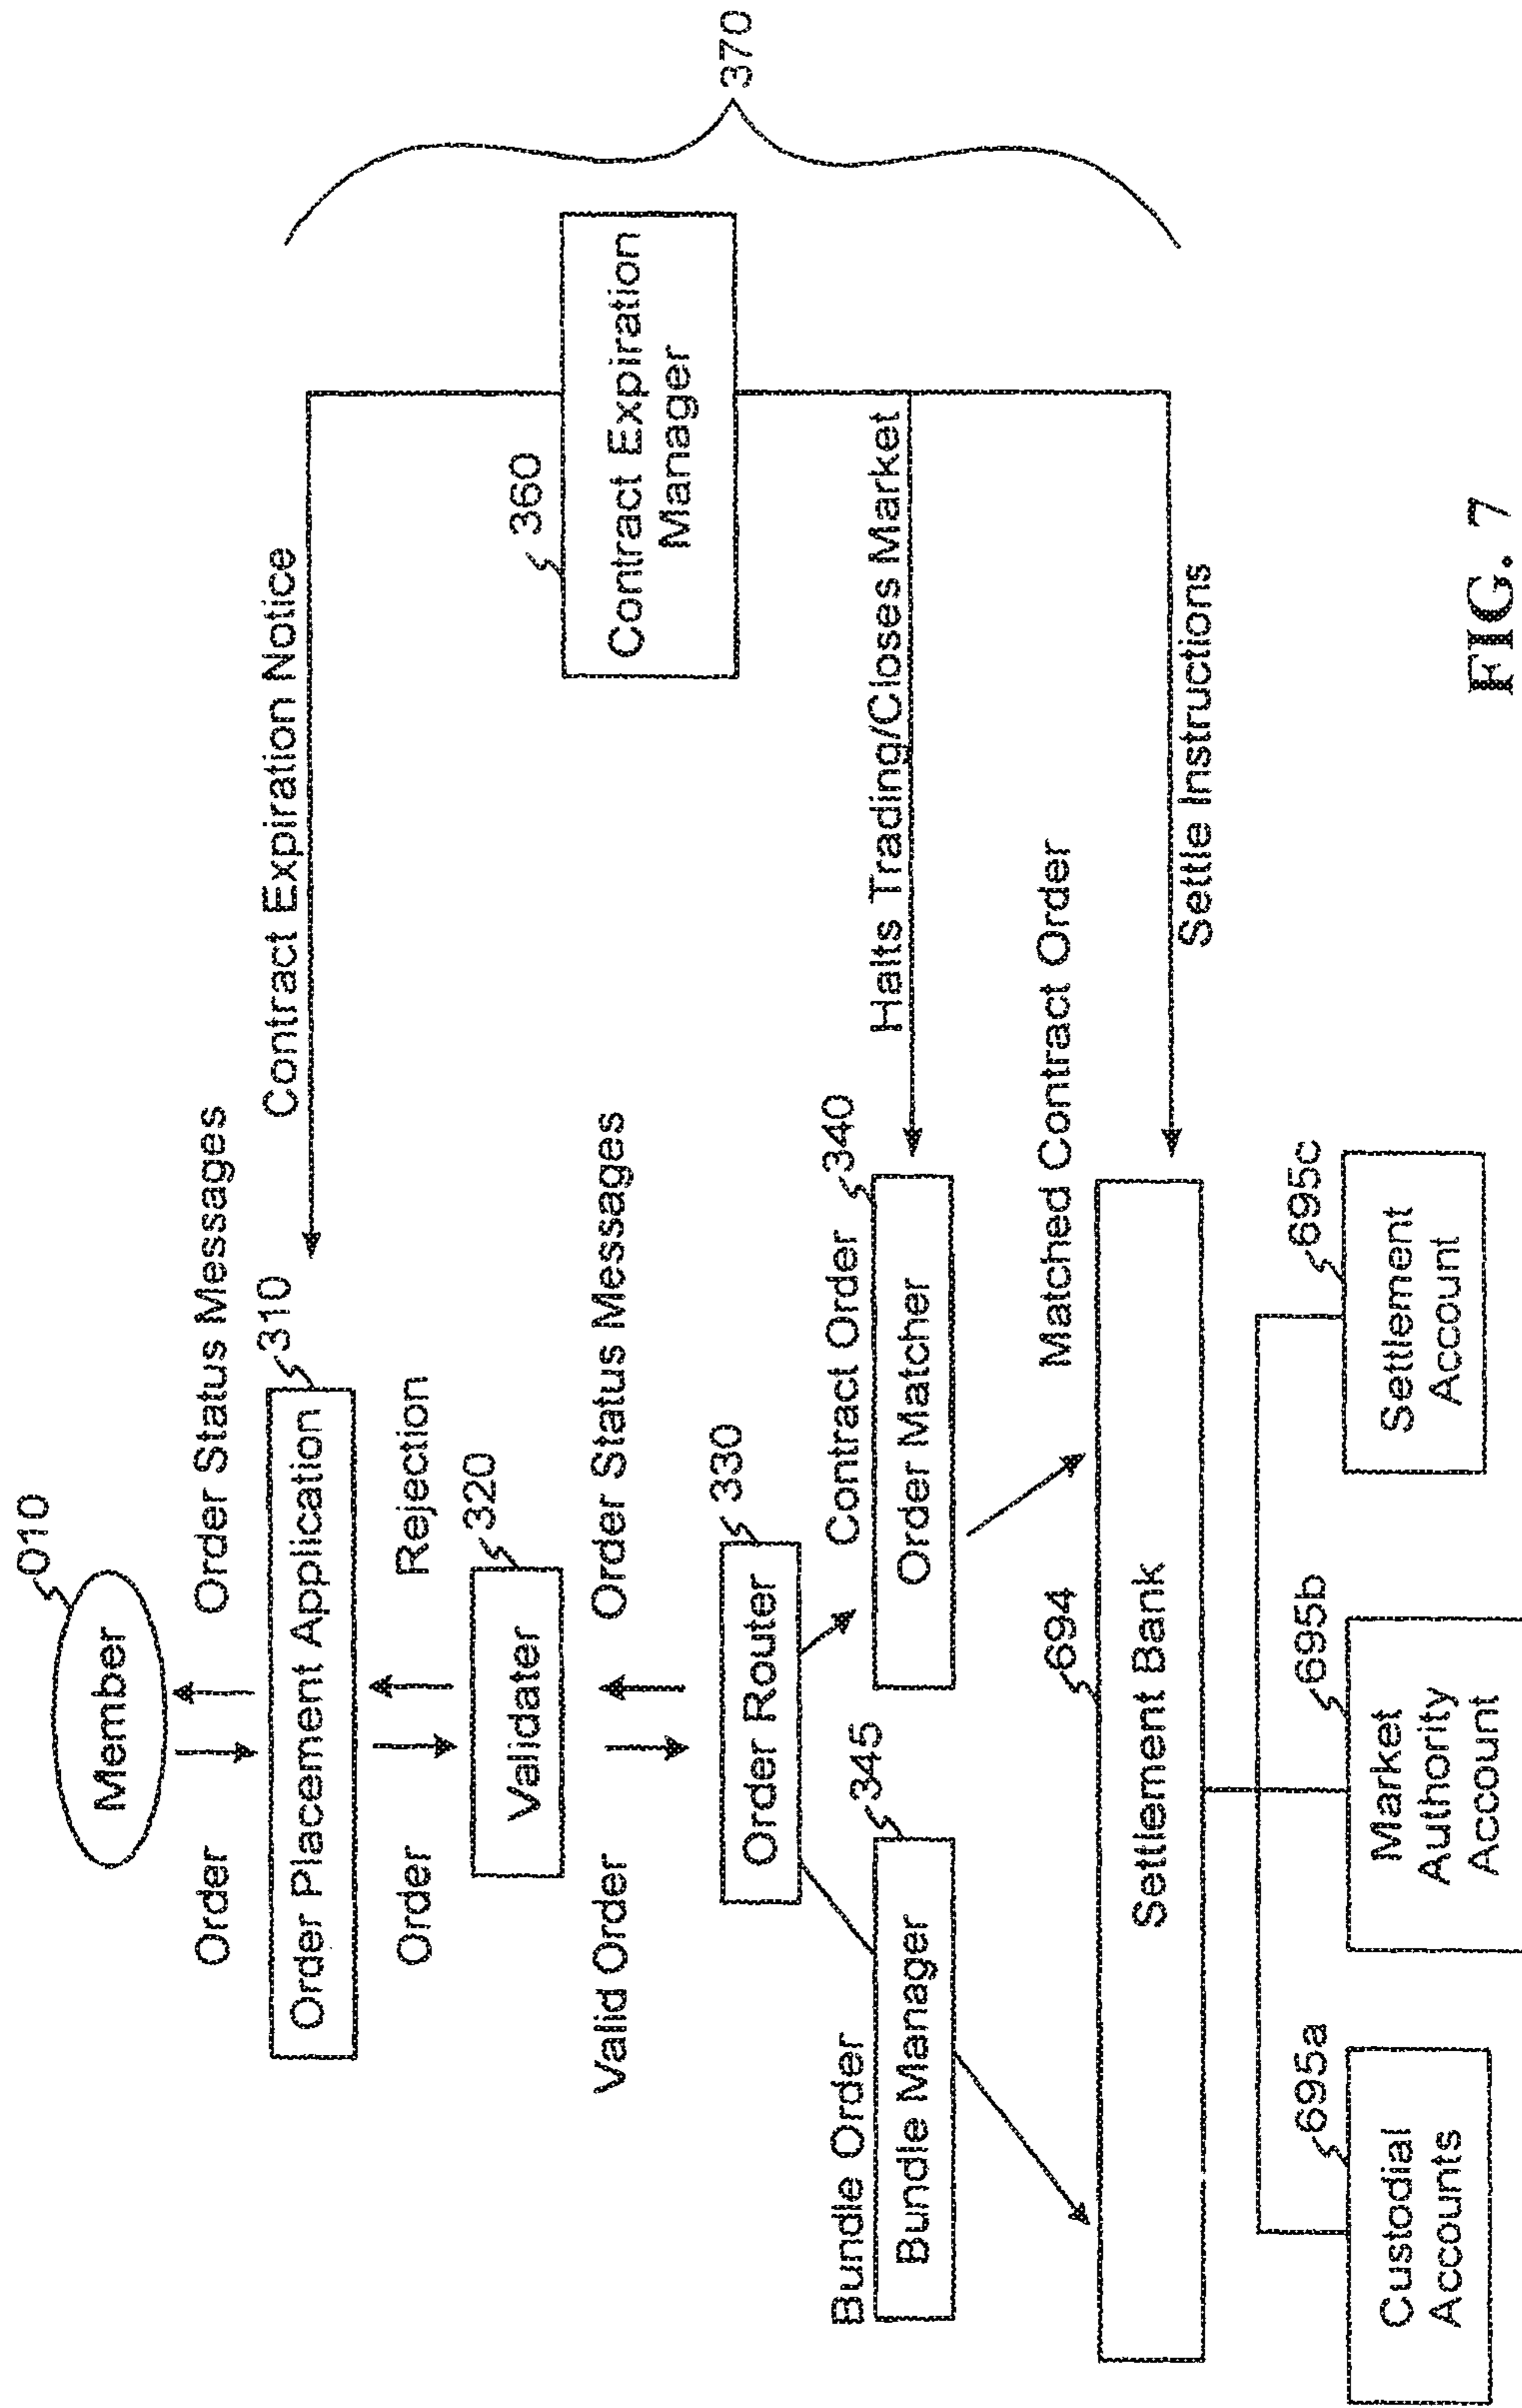 010
Member
Order
Order Status Messages
310
Order Placement Application
Contract Expiration Notice
Order
Rejection
320
Validater
Valid Order
Order Status Messages
330
Order Router
360
Contract Expiration
Manager
370
Bundle Order
345
Bundle Manager
Contract Order
340
Order Matcher
Halts Trading/Closes Market
694
Matched Contract Order
Settlement Bank
Settle Instructions
695a
Custodial
Accounts
695b
Market
Authority
Account
695c
Settlement
Account
FIG. 7